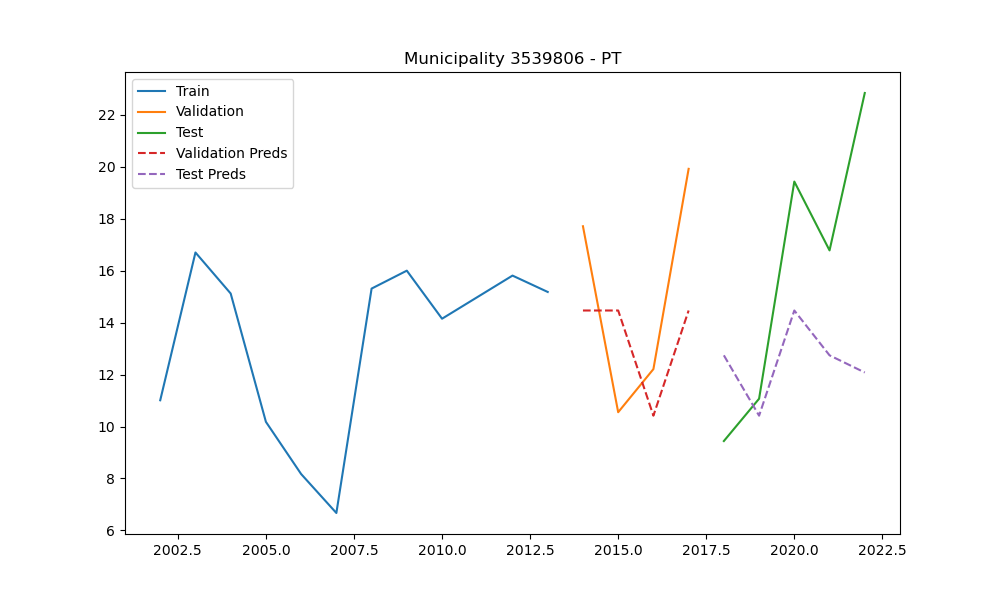 Municipality 3539806 - PT
Train
Validation
Test
Validation Preds
Test Preds
22
20
18
16
14
12
10
8
6
2002.5 2005.0 2007.5 2010.0 2012.5 2015.0 2017.5 2020.0 2022.5